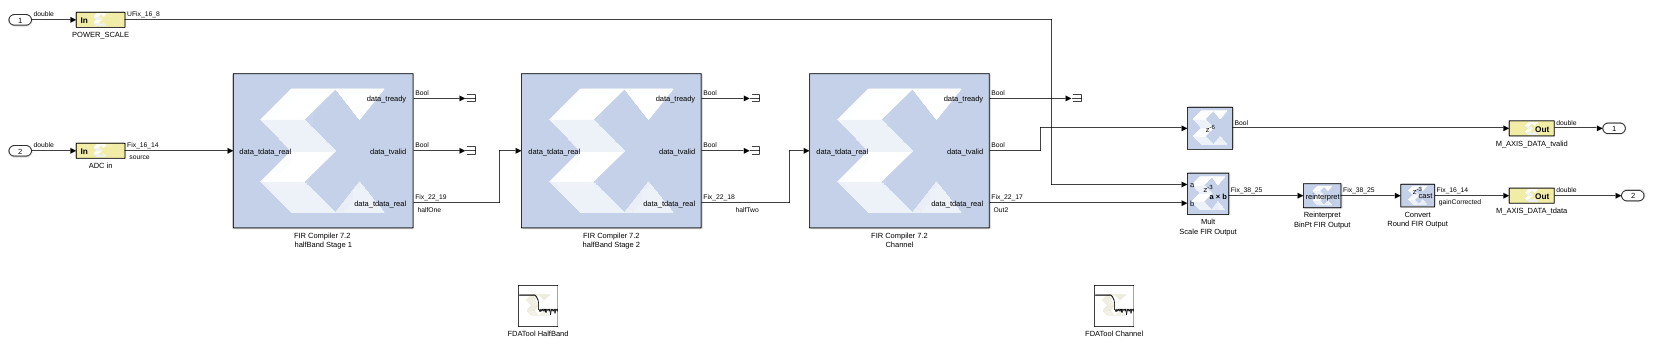 1
double
In
UFix_16_8
POWER_SCALE
data_tready
Bool
data_tready
Bool
data_tready
Bool
z-6
Bool
Out
double
1
M_AXIS_DATA_tvalid
2
double
In
Fix_16_14
source
ADC in
data_tdata_real
data_tvalid
Bool
data_tdata_real
data_tvalid
Bool
data_tdata_real
data_tvalid
Bool
data_tdata_real
Fix_22_19
halfOne
data_tdata_real
Fix_22_18
halfTwo
data_tdata_real
Fix_22_17
Out2
a
b
z-3
a × b
Fix_38_25
reinterpret
Fix_38_25
z-3
cast
Fix_16_14
gainCorrected
Out
double
2
M_AXIS_DATA_tdata
FIR Compiler 7.2
halfBand Stage 1
FIR Compiler 7.2
halfBand Stage 2
FIR Compiler 7.2
Channel
Mult
Scale FIR Output
Reinterpret
BinPt FIR Output
Convert
Round FIR Output
FDATool HalfBand
FDATool Channel